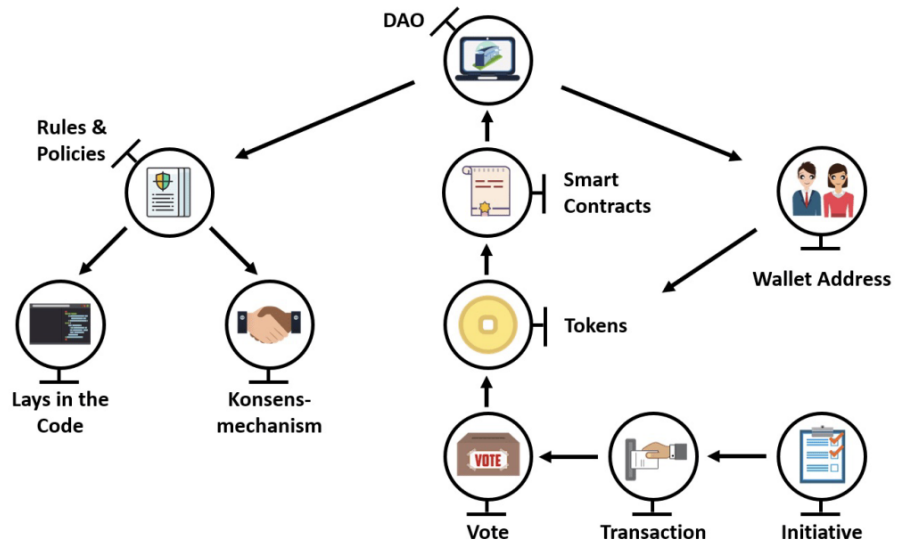 DAO
Rules &
Policies
Smart
Contracts
Wallet Address
Tokens
Lays in the
Code
Konsens-
mechanism
VOTE
Vote
Transaction
Initiative